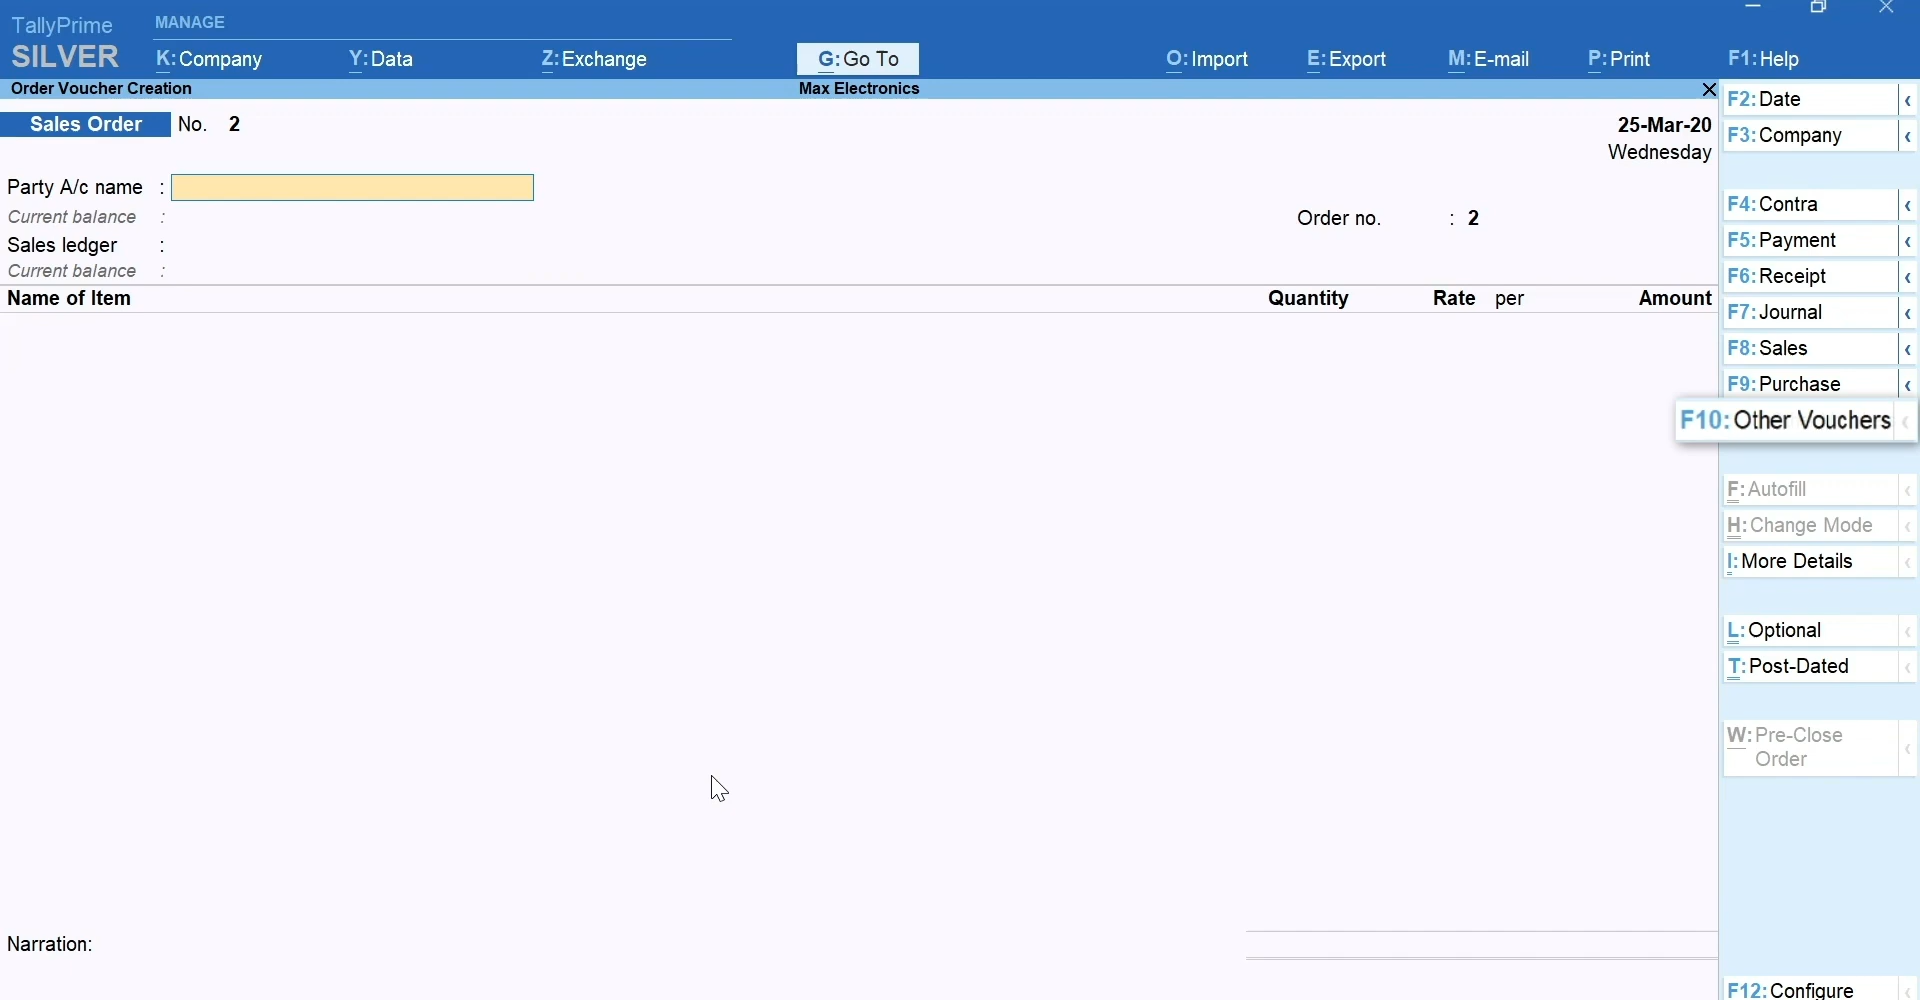 TallyPrime MANAGE
SILVER K: Company Y: Data Z: Exchange G: Go To O: Import E: Export M: E-mail P: Print F1: Help
Order Voucher Creation Max Electronics
F2: Date
Sales Order No. 2 25-Mar-20
F3: Company
Wednesday
Party A/c name :
F4: Contra
Current balance : Order no. : 2
F5: Payment
Sales ledger :
Current balance :
F6: Receipt
Name of Item Quantity Rate per Amount
F7: Journal
F8: Sales
F9: Purchase
F10: Other Vouchers
F: Autofill
H: Change Mode
I: More Details
L: Optional
T: Post-Dated
W: Pre-Close
Order
Narration:
F12: Configure